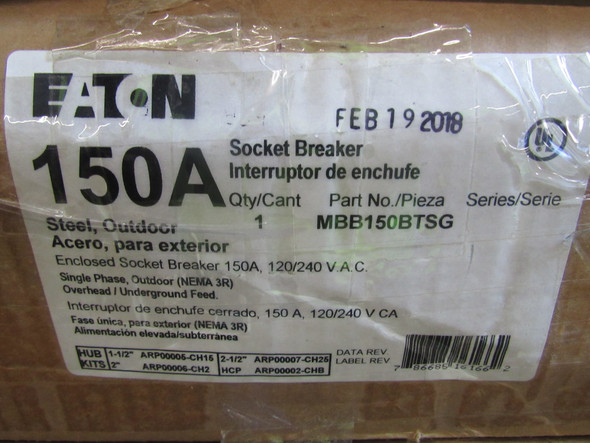 EATON
FEB 19 2018
150A
Socket Breaker
Interruptor de enchufe
Qty/Cant Part No./Pieza Series/Serie
1 MBB150BTSG
Steel, Outdoor
Acero, para exterior
Enclosed Socket Breaker 150A, 120/240 V.A.C.
Single Phase, Outdoor (NEMA 3R)
Overhead / Underground Feed.
Interruptor de enchufe cerrado, 150 A, 120/240 V CA
Fase única, para exterior (NEMA 3R)
Alimentación elevada/subterránea
HUB 1-1/2" ARP00005-CH15 2-1/2" ARP00007-CH25
KITS 2" ARP00006-CH2 HCP ARP00002-CHB
DATA REV.
LABEL REV.
7 86685 16166 2